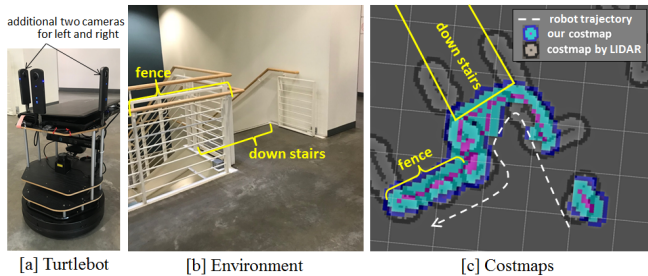 additional two cameras
for left and right
fence
down stairs
down stairs
fence
robot trajectory
our costmap
costmap by LIDAR
[a] Turtlebot
[b] Environment
[c] Costmaps